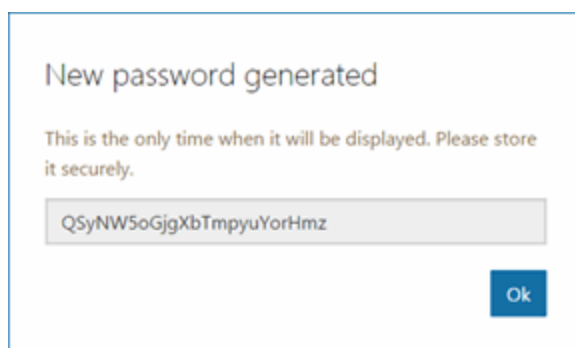 New password generated
This is the only time when it will be displayed. Please store
it securely.
QSyNW5oGjgXbTmpyuYorHmz
Ok